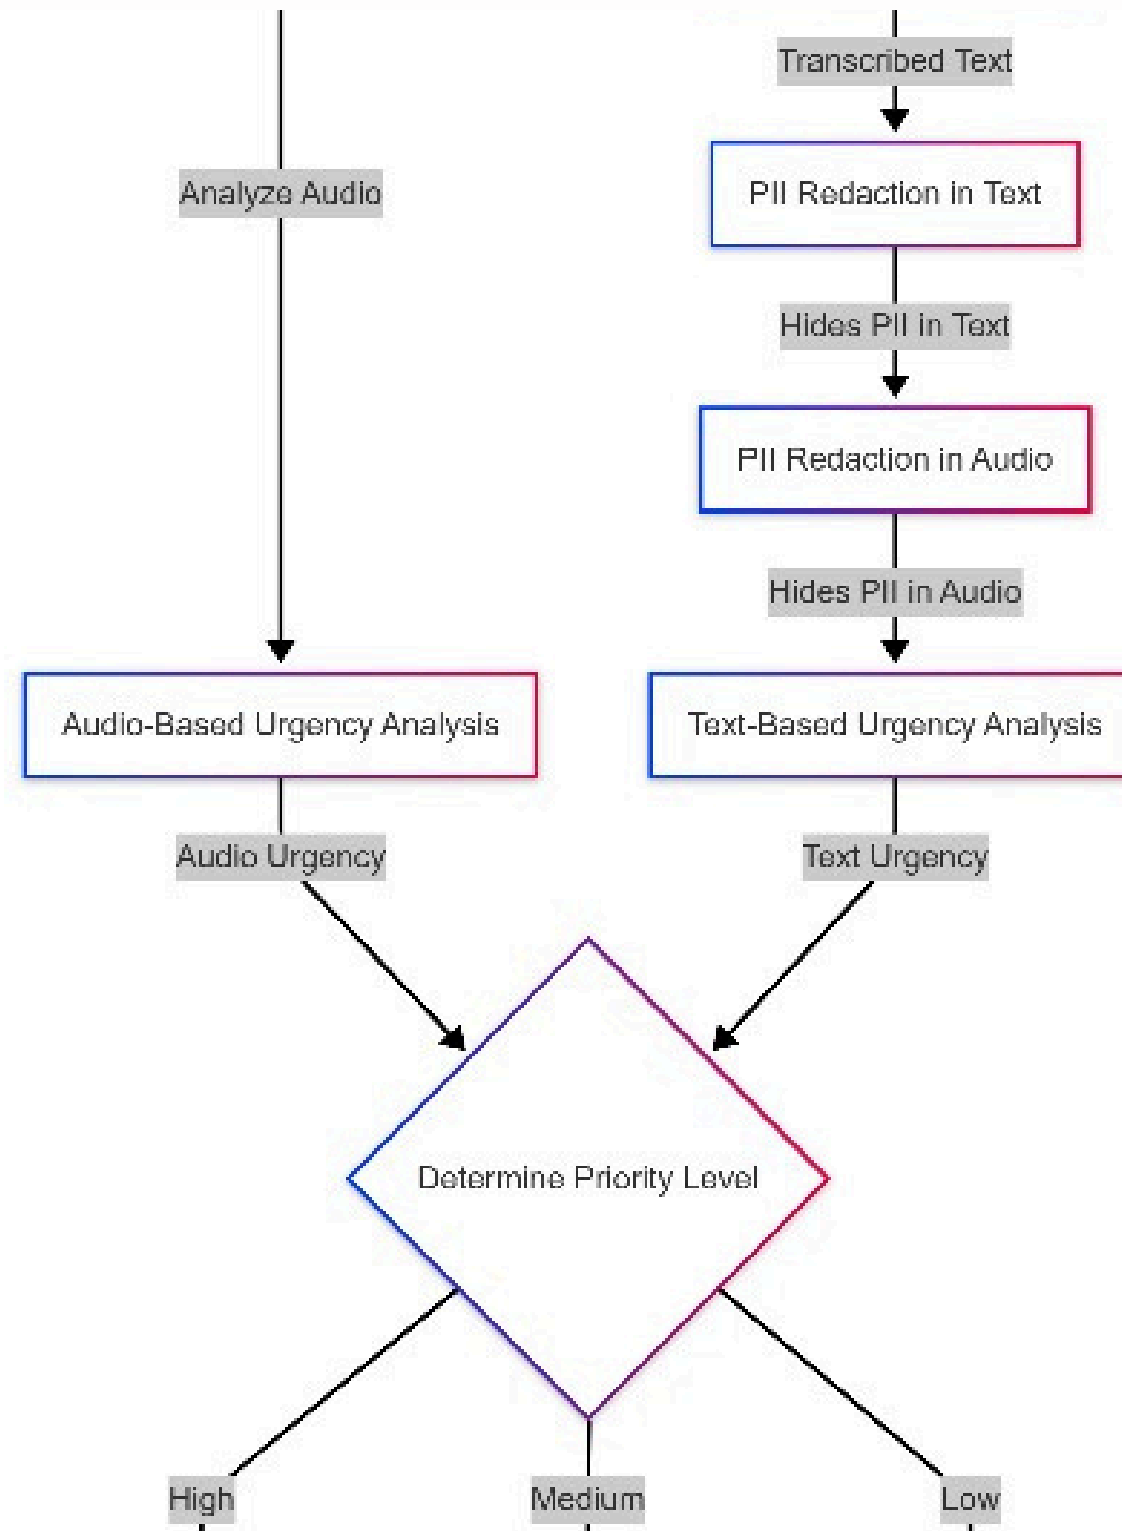 Transcribed Text
Analyze Audio
PII Redaction in Text
Hides PII in Text
PII Redaction in Audio
Hides PII in Audio
Audio-Based Urgency Analysis
Text-Based Urgency Analysis
Audio Urgency
Text Urgency
Determine Priority Level
High
Medium
Low